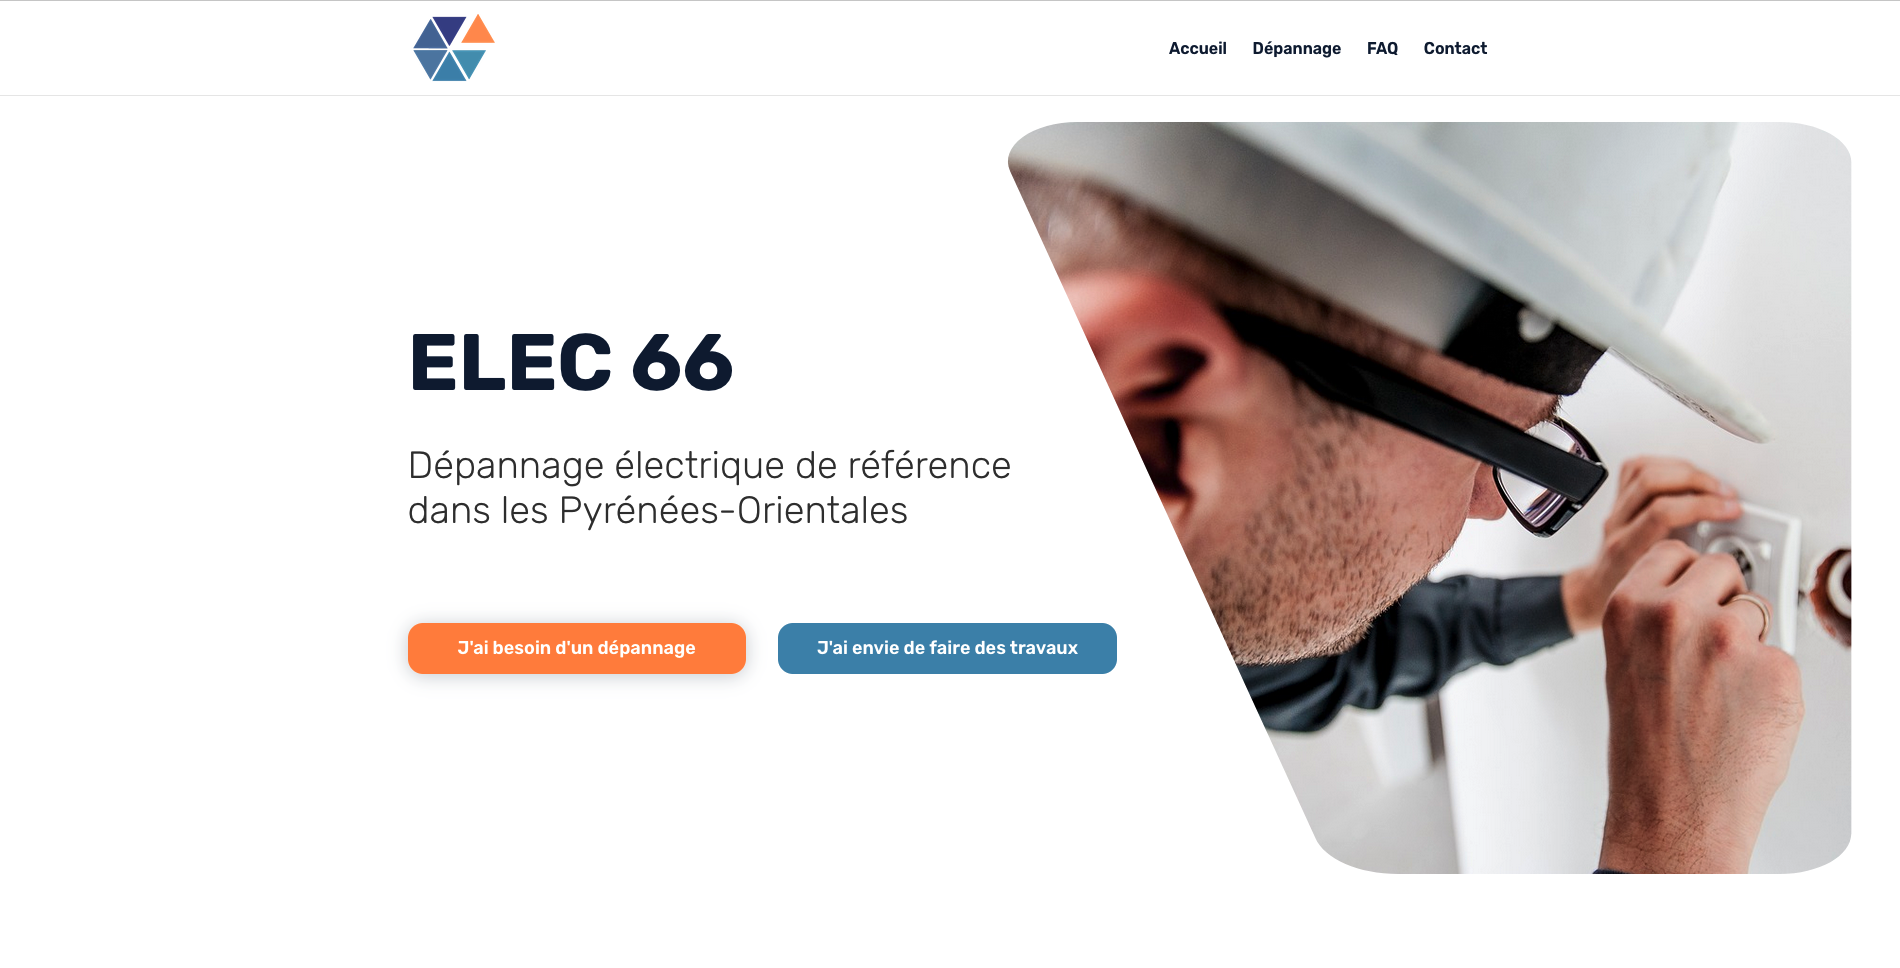 Accueil Dépannage FAQ Contact
ELEC 66
Dépannage électrique de référence
dans les Pyrénées-Orientales
J'ai besoin d'un dépannage
J'ai envie de faire des travaux